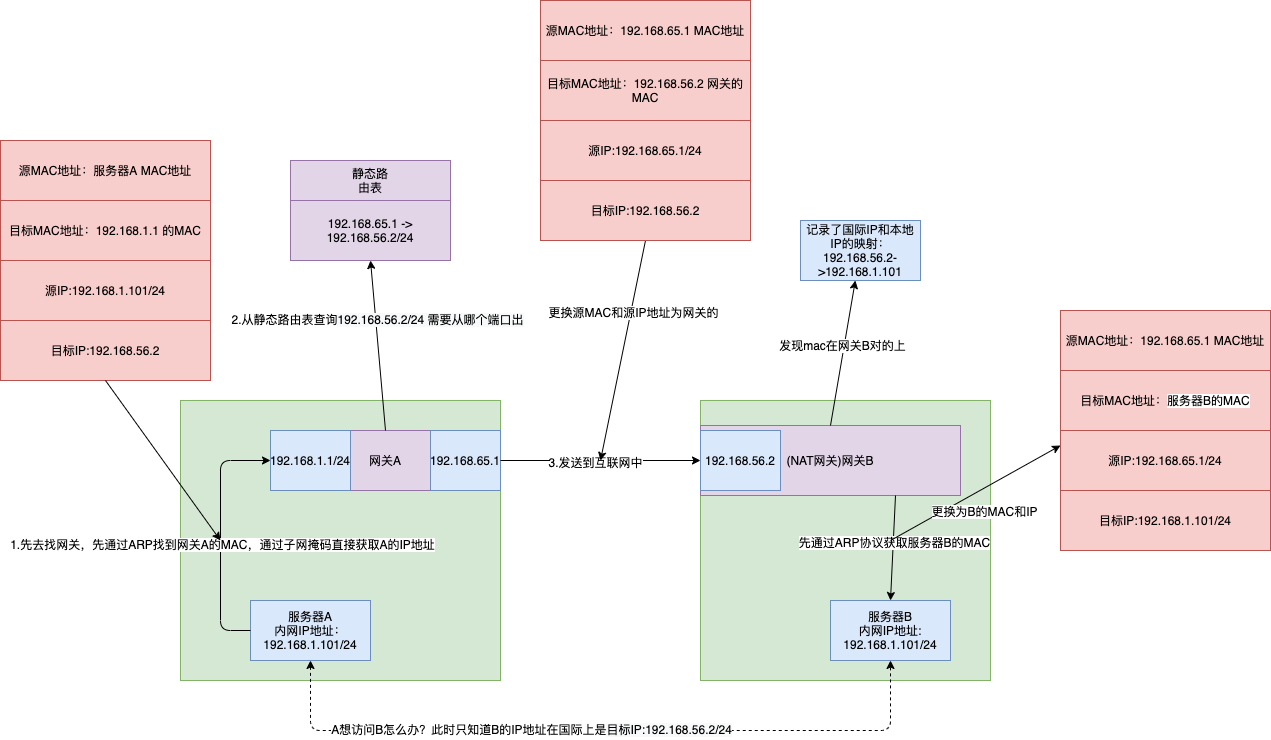 源MAC地址：192.168.65.1 MAC地址
目标MAC地址：192.168.56.2 网关的
MAC
源IP:192.168.65.1/24
目标IP:192.168.56.2
源MAC地址：服务器A MAC地址
目标MAC地址：192.168.1.1 的MAC
源IP:192.168.1.101/24
目标IP:192.168.56.2
静态路
由表
192.168.65.1 ->
192.168.56.2/24
记录了国际IP和本地
IP的映射：
192.168.56.2-
>192.168.1.101
2.从静态路由表查询192.168.56.2/24 需要从哪个端口出
更换源MAC和源IP地址为网关的
发现mac在网关B对的上
源MAC地址：192.168.65.1 MAC地址
目标MAC地址：服务器B的MAC
源IP:192.168.65.1/24
目标IP:192.168.1.101/24
192.168.1.1/24
网关A
192.168.65.1
3.发送到互联网中
192.168.56.2
(NAT网关)网关B
更换为B的MAC和IP
1.先去找网关，先通过ARP找到网关A的MAC，通过子网掩码直接获取A的IP地址
先通过ARP协议获取服务器B的MAC
服务器A
内网IP地址：
192.168.1.101/24
服务器B
内网IP地址:
192.168.1.101/24
A想访问B怎么办？此时只知道B的IP地址在国际上是目标IP:192.168.56.2/24